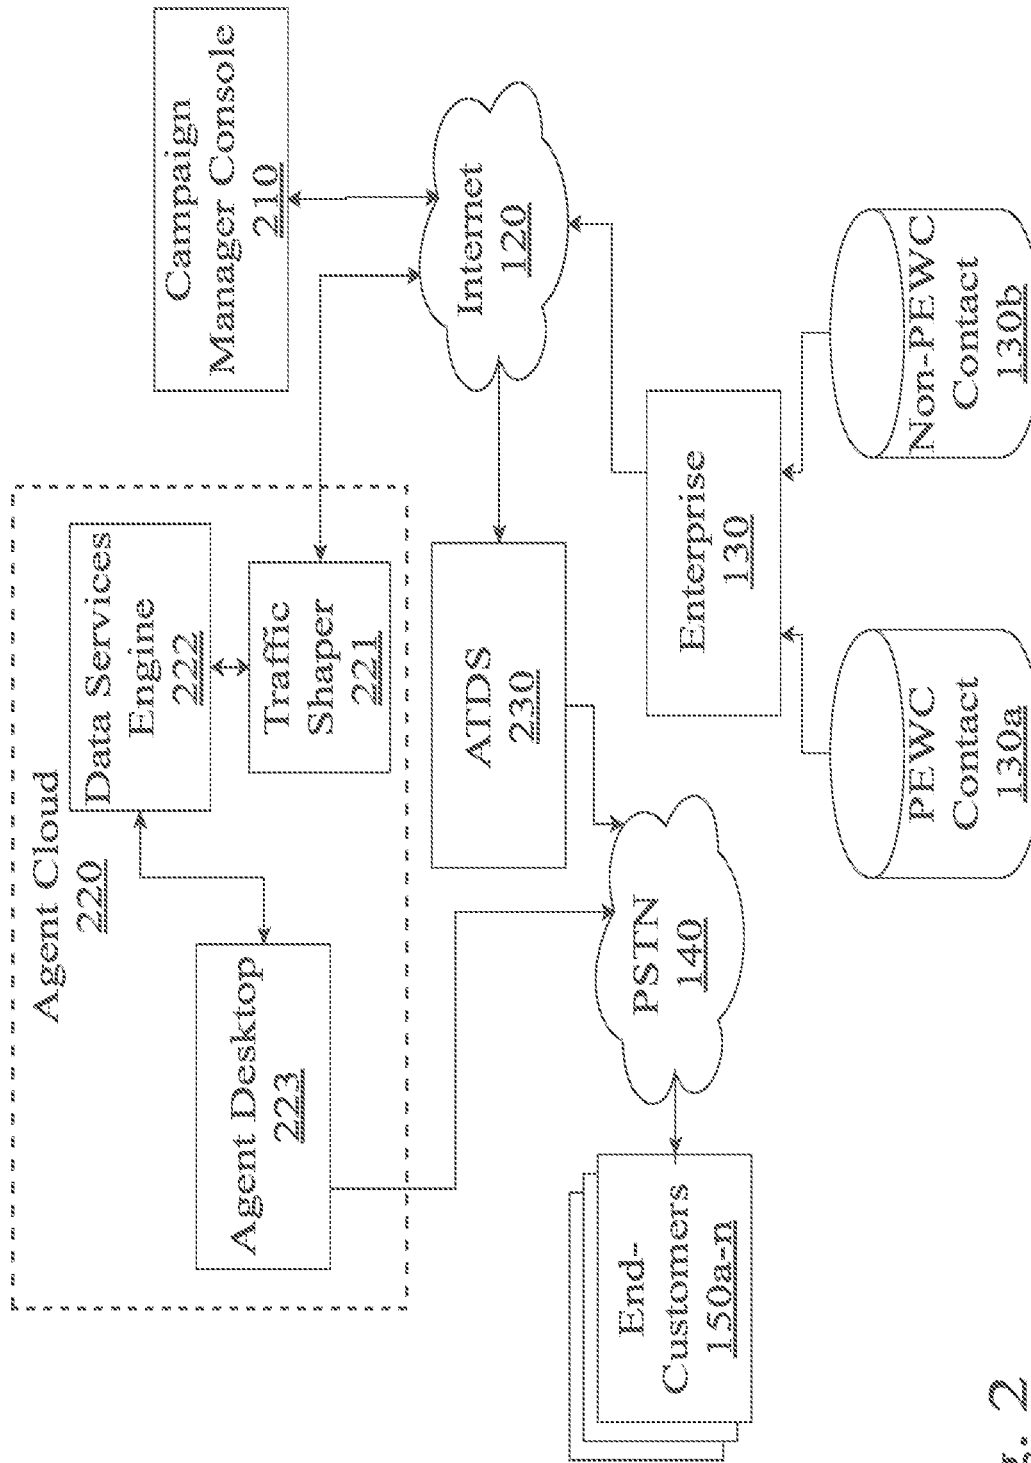 Agent Cloud
220
Agent Desktop
223
Data Services
Engine
222
Traffic
Shaper
221
Campaign
Manager Console
210
Internet
120
ATDS
230
PSTN
140
End-
Customers
150a-n
Enterprise
130
PEWC
Contact
130a
Non-PEWC
Contact
130b
g. 2